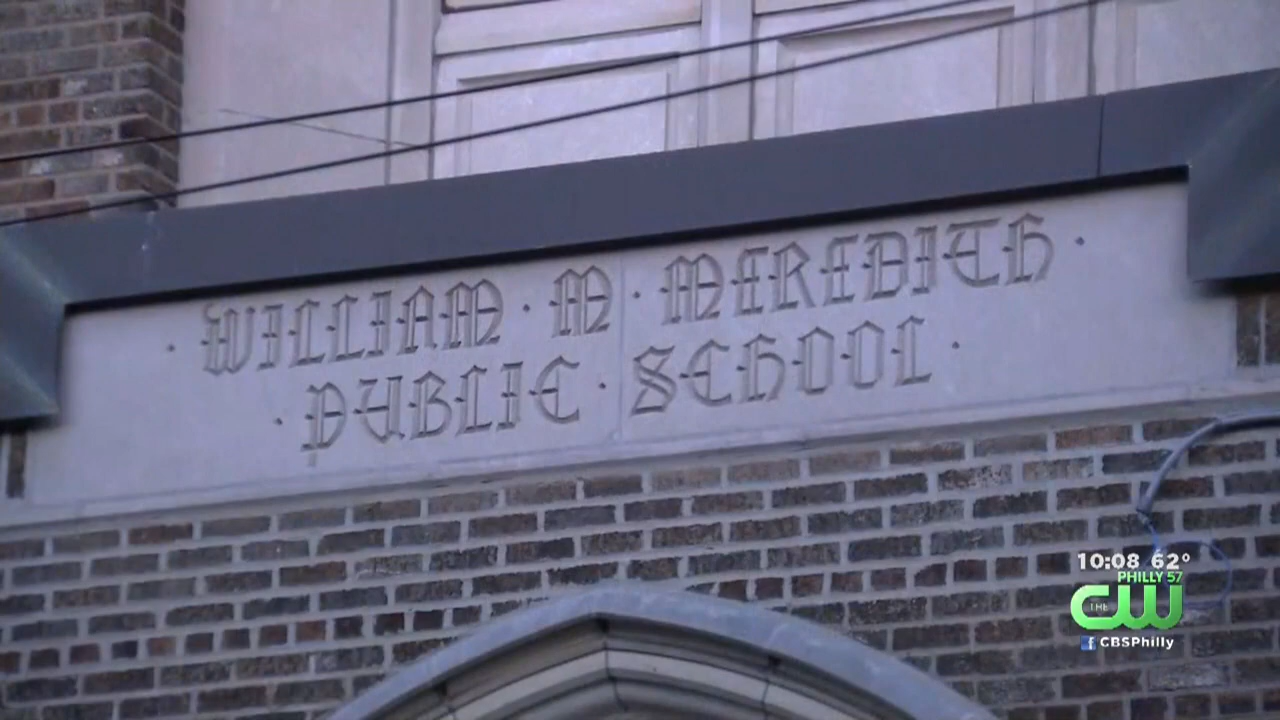 · WILLIAM · M · MEREDITH ·
· PUBLIC · SCHOOL ·
10:08 62°
PHILLY 57
THE CW
f CBSPhilly